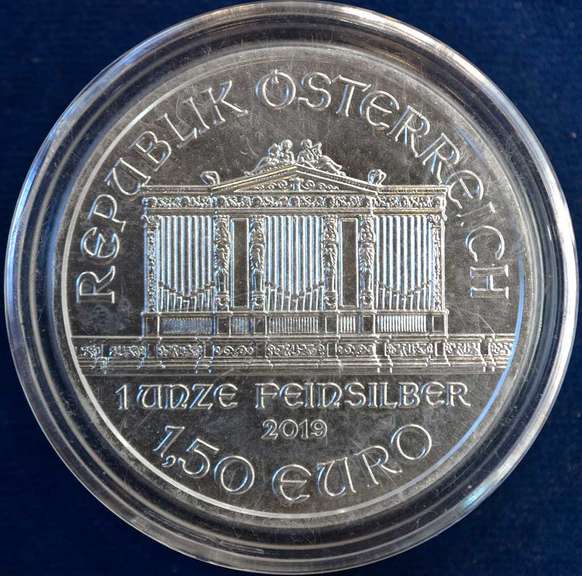 REPUBLIK ÖSTERREICH
1 UNZE FEINSILBER
2019
1,50 EURO